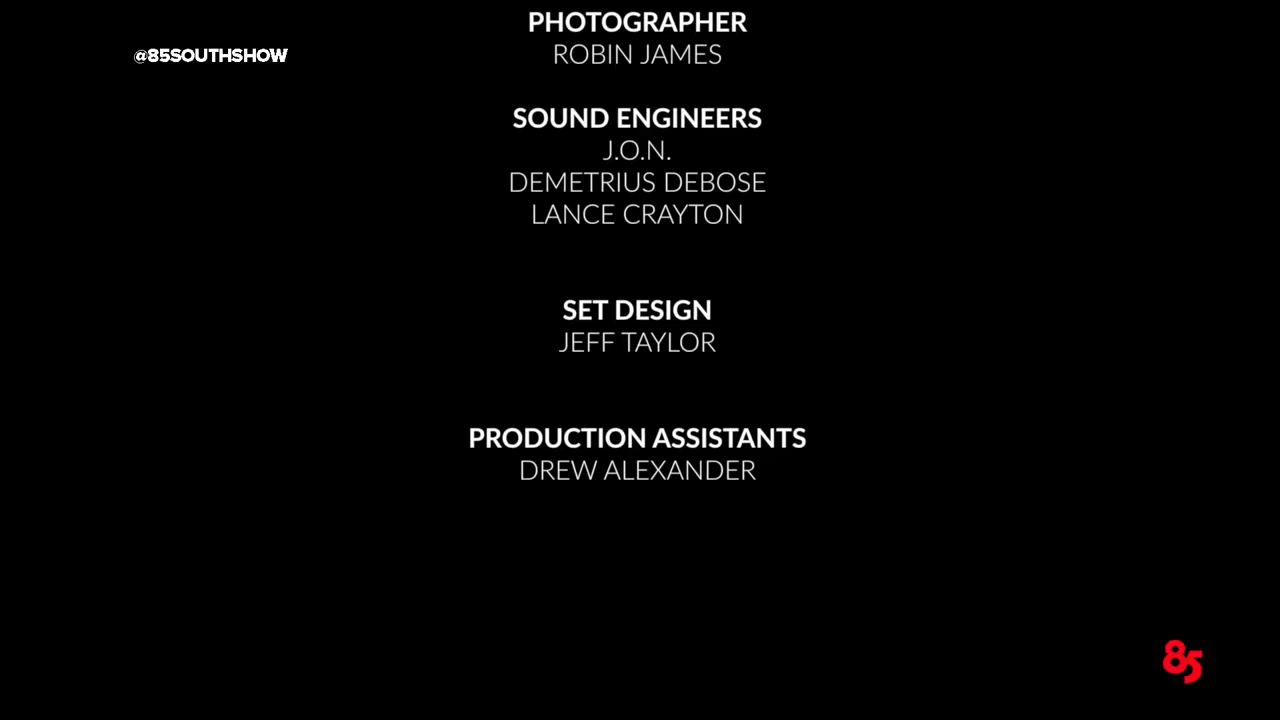 PHOTOGRAPHER
@85SOUTHSHOW
ROBIN JAMES
SOUND ENGINEERS
J.O.N.
DEMETRIUS DEBOSE
LANCE CRAYTON
SET DESIGN
JEFF TAYLOR
PRODUCTION ASSISTANTS
DREW ALEXANDER
85